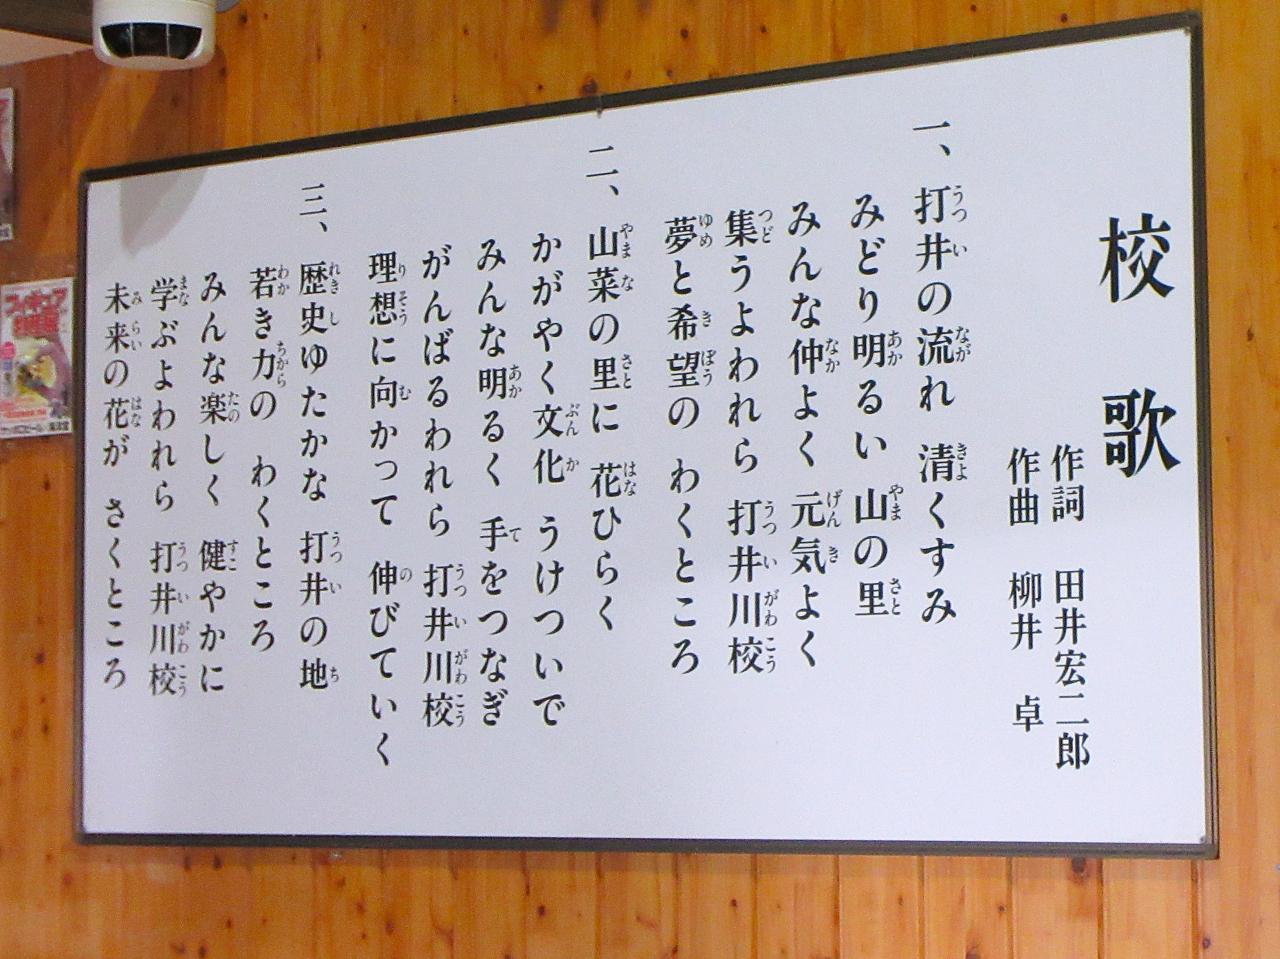 校歌
作詞 田井宏二郎
作曲 柳井 卓
一、打井の流れ 清くすみ
みどり明るい 山の里
みんな仲よく 元気よく
集うよわれら 打井川校
夢と希望の わくところ
二、山菜の里に 花ひらく
かがやく文化 うけついで
みんな明るく 手をつなぎ
がんばるわれら 打井川校
理想に向かって 伸びていく
三、歴史ゆたかな 打井の地
若き力の わくところ
みんな楽しく 健やかに
学ぶよわれら 打井川校
未来の花が さくところ
フィギュア